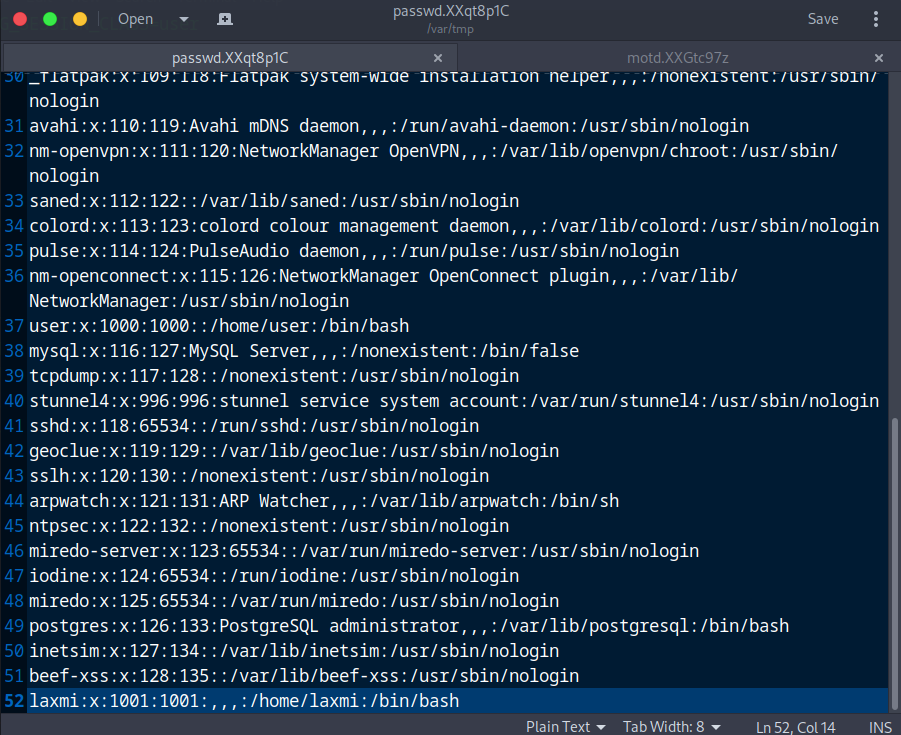 Open
passwd.XXqt8p1C
/var/tmp
Save
passwd.XXqt8p1C
motd.XXGtc97z
30 _flatpak:x:109:118:Flatpak system-wide installation helper,,,:/nonexistent:/usr/sbin/
nologin
31 avahi:x:110:119:Avahi mDNS daemon,,,:/run/avahi-daemon:/usr/sbin/nologin
32 nm-openvpn:x:111:120:NetworkManager OpenVPN,,,:/var/lib/openvpn/chroot:/usr/sbin/
nologin
33 saned:x:112:122::/var/lib/saned:/usr/sbin/nologin
34 colord:x:113:123:colord colour management daemon,,,:/var/lib/colord:/usr/sbin/nologin
35 pulse:x:114:124:PulseAudio daemon,,,:/run/pulse:/usr/sbin/nologin
36 nm-openconnect:x:115:126:NetworkManager OpenConnect plugin,,,:/var/lib/
NetworkManager:/usr/sbin/nologin
37 user:x:1000:1000::/home/user:/bin/bash
38 mysql:x:116:127:MySQL Server,,,:/nonexistent:/bin/false
39 tcpdump:x:117:128::/nonexistent:/usr/sbin/nologin
40 stunnel4:x:996:996:stunnel service system account:/var/run/stunnel4:/usr/sbin/nologin
41 sshd:x:118:65534::/run/sshd:/usr/sbin/nologin
42 geoclue:x:119:129::/var/lib/geoclue:/usr/sbin/nologin
43 sslh:x:120:130::/nonexistent:/usr/sbin/nologin
44 arpwatch:x:121:131:ARP Watcher,,,:/var/lib/arpwatch:/bin/sh
45 ntpsec:x:122:132::/nonexistent:/usr/sbin/nologin
46 miredo-server:x:123:65534::/var/run/miredo-server:/usr/sbin/nologin
47 iodine:x:124:65534::/run/iodine:/usr/sbin/nologin
48 miredo:x:125:65534::/var/run/miredo:/usr/sbin/nologin
49 postgres:x:126:133:PostgreSQL administrator,,,:/var/lib/postgresql:/bin/bash
50 inetsim:x:127:134::/var/lib/inetsim:/usr/sbin/nologin
51 beef-xss:x:128:135::/var/lib/beef-xss:/usr/sbin/nologin
52 laxmi:x:1001:1001:,,,:/home/laxmi:/bin/bash
Plain Text Tab Width: 8 Ln 52, Col 14 INS